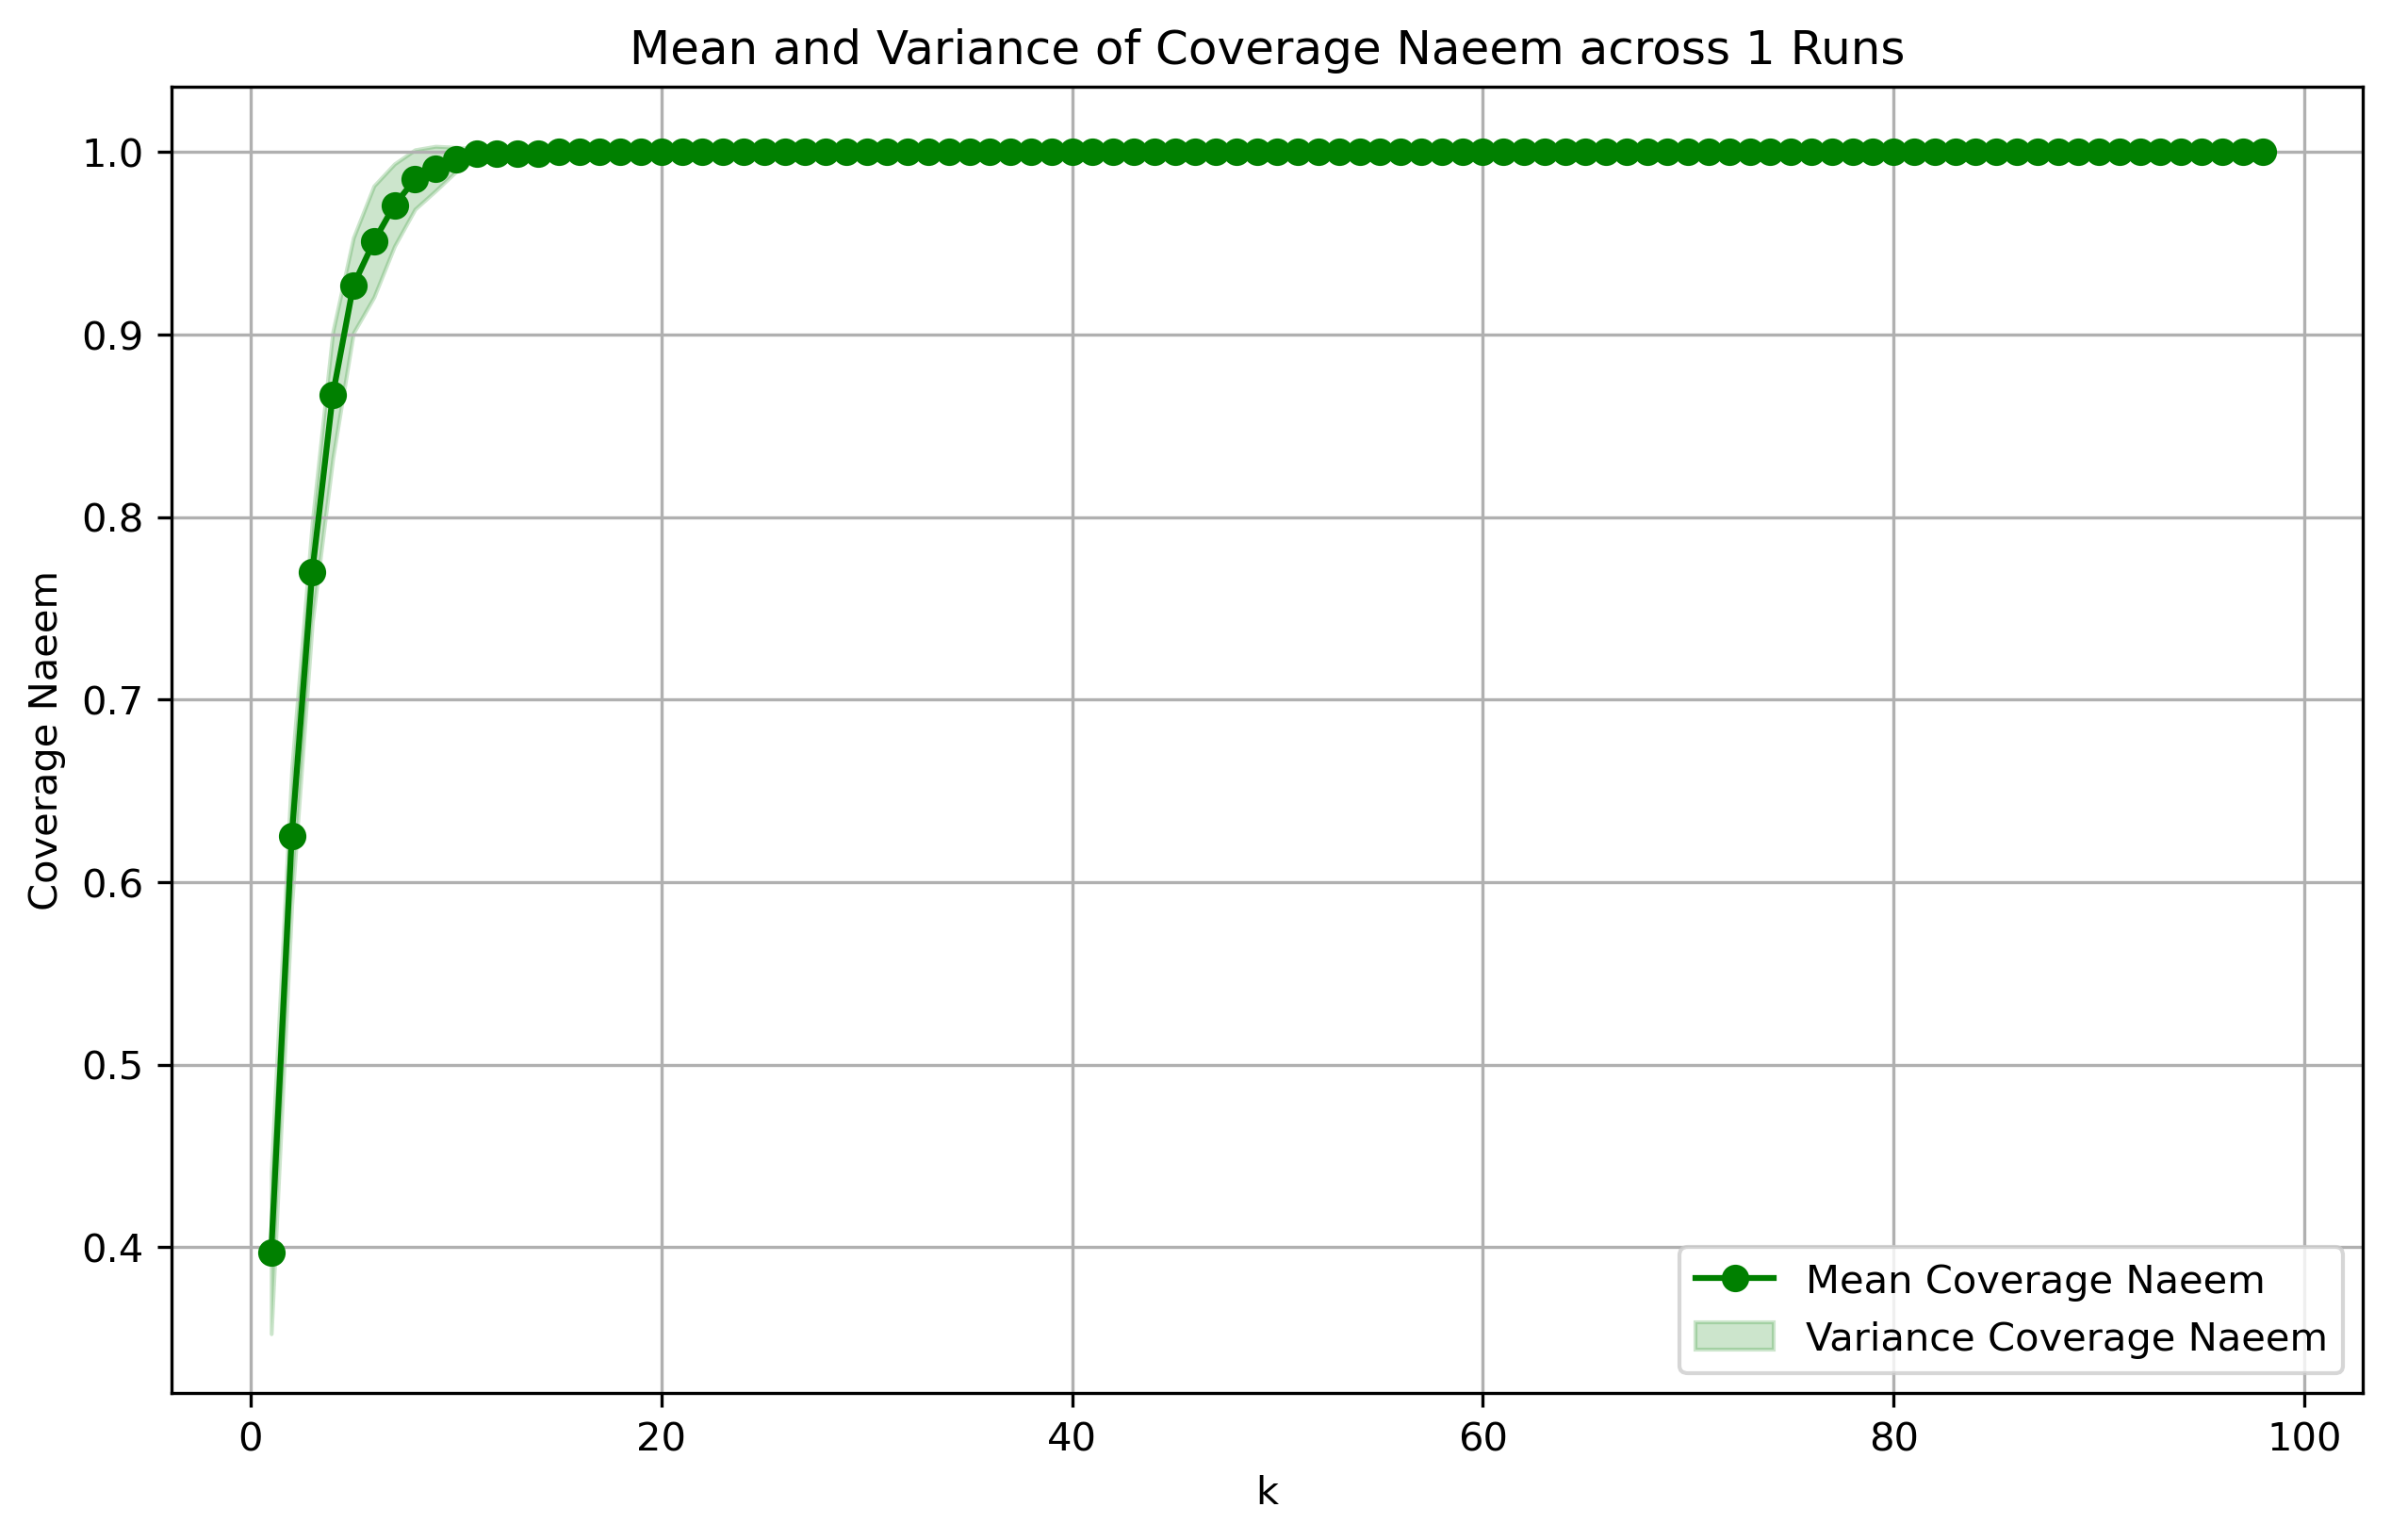 Mean and Variance of Coverage Naeem across 1 Runs
Coverage Naeem
1.0
0.9
0.8
0.7
0.6
0.5
0.4
0
20
40
60
80
100
k
Mean Coverage Naeem
Variance Coverage Naeem